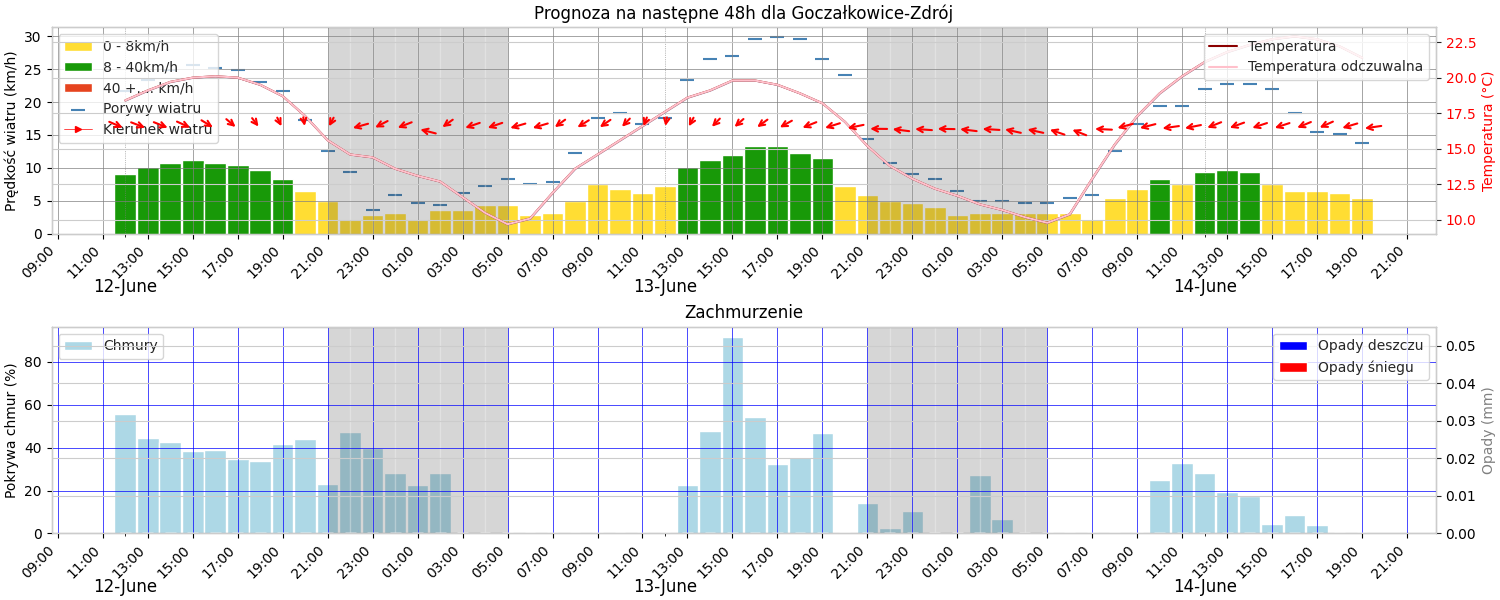 Prognoza na następne 48h dla Goczałkowice-Zdrój
Prędkość wiatru (km/h)
30
25
20
15
10
5
0
0 - 8km/h
8 - 40km/h
40 +... km/h
Porywy wiatru
Kierunek wiatru
Temperatura
Temperatura odczuwalna
22.5
20.0
17.5
15.0
12.5
10.0
Temperatura (°C)
09:00 11:00 13:00 15:00 17:00 19:00 21:00 23:00 01:00 03:00 05:00 07:00 09:00 11:00 13:00 15:00 17:00 19:00 21:00 23:00 01:00 03:00 05:00 07:00 09:00 11:00 13:00 15:00 17:00 19:00 21:00
12-June 13-June 14-June
Zachmurzenie
Pokrywa chmur (%)
80
60
40
20
0
Chmury
Opady deszczu
Opady śniegu
0.05
0.04
0.03
0.02
0.01
0.00
Opady (mm)
09:00 11:00 13:00 15:00 17:00 19:00 21:00 23:00 01:00 03:00 05:00 07:00 09:00 11:00 13:00 15:00 17:00 19:00 21:00 23:00 01:00 03:00 05:00 07:00 09:00 11:00 13:00 15:00 17:00 19:00 21:00
12-June 13-June 14-June